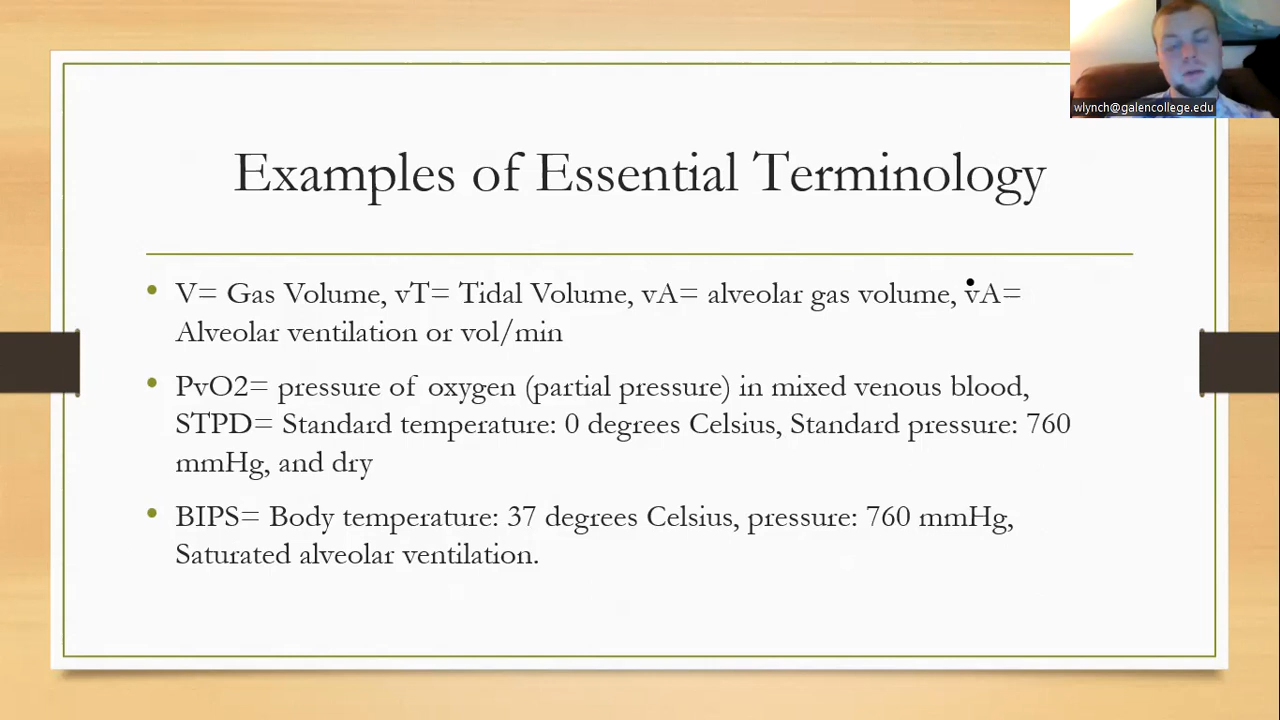 wlynch@galencollege.edu
Examples of Essential Terminology
• V= Gas Volume, vT= Tidal Volume, vA= alveolar gas volume, v̇A=
Alveolar ventilation or vol/min
• PvO2= pressure of oxygen (partial pressure) in mixed venous blood,
STPD= Standard temperature: 0 degrees Celsius, Standard pressure: 760
mmHg, and dry
• BIPS= Body temperature: 37 degrees Celsius, pressure: 760 mmHg,
Saturated alveolar ventilation.